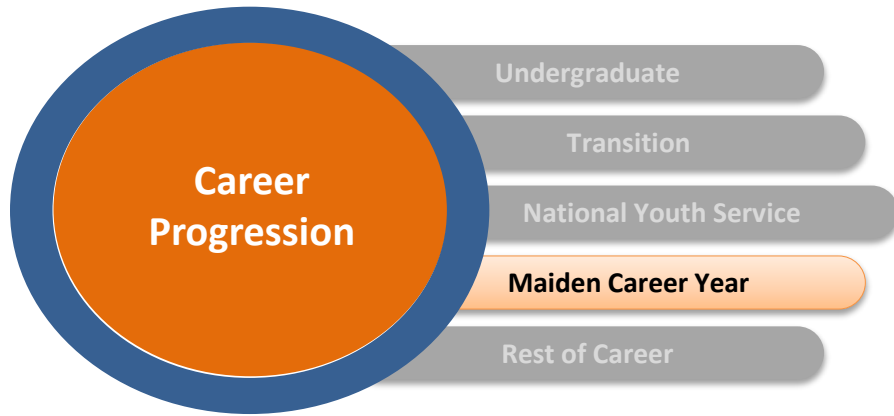 Career
Progression
Undergraduate
Transition
National Youth Service
Maiden Career Year
Rest of Career